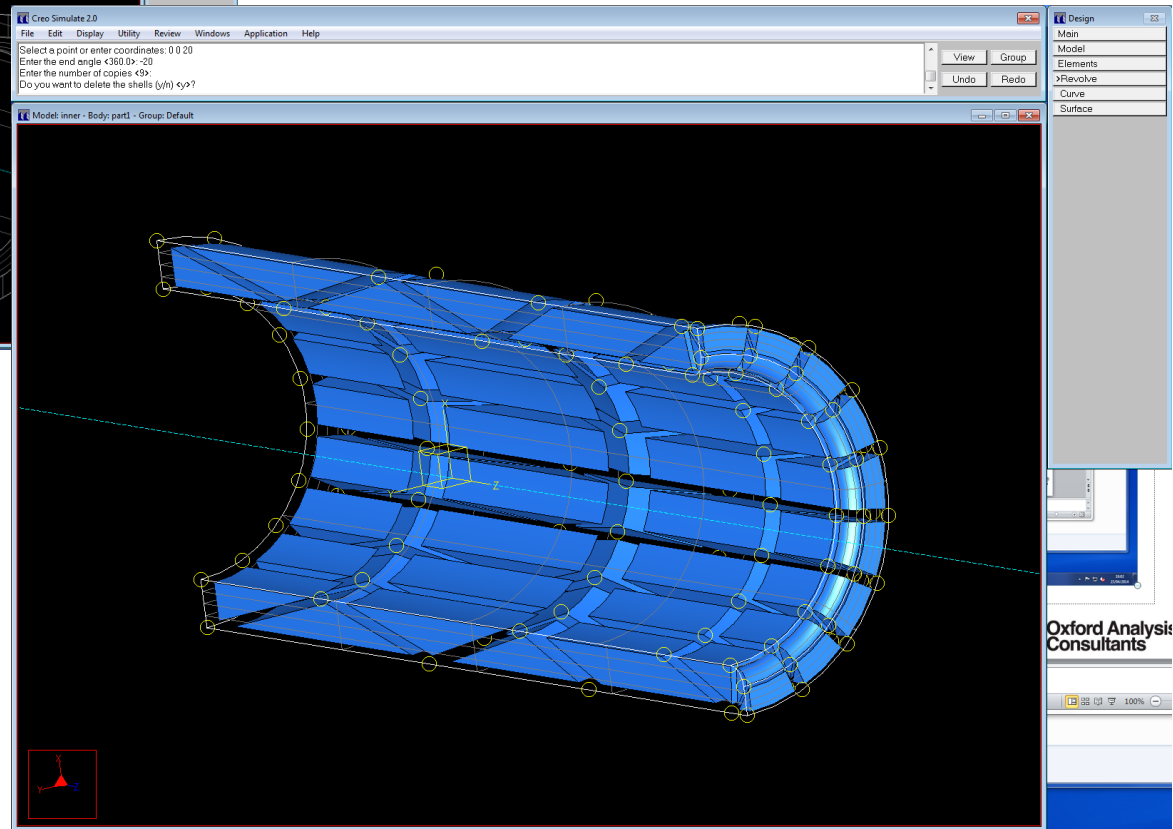 Creo Simulate 2.0
File Edit Display Utility Review Windows Application Help
Select a point or enter coordinates: 0 0 20
Enter the end angle <360.0>: -20
Enter the number of copies <9>:
Do you want to delete the shells (y/n) <y>?
View Group
Undo Redo
Design
Main
Model
Elements
>Revolve
Curve
Surface
Model: inner - Body: part1 - Group: Default
X
Y
Z
X
Y
Oxford Analysis
Consultants
100%